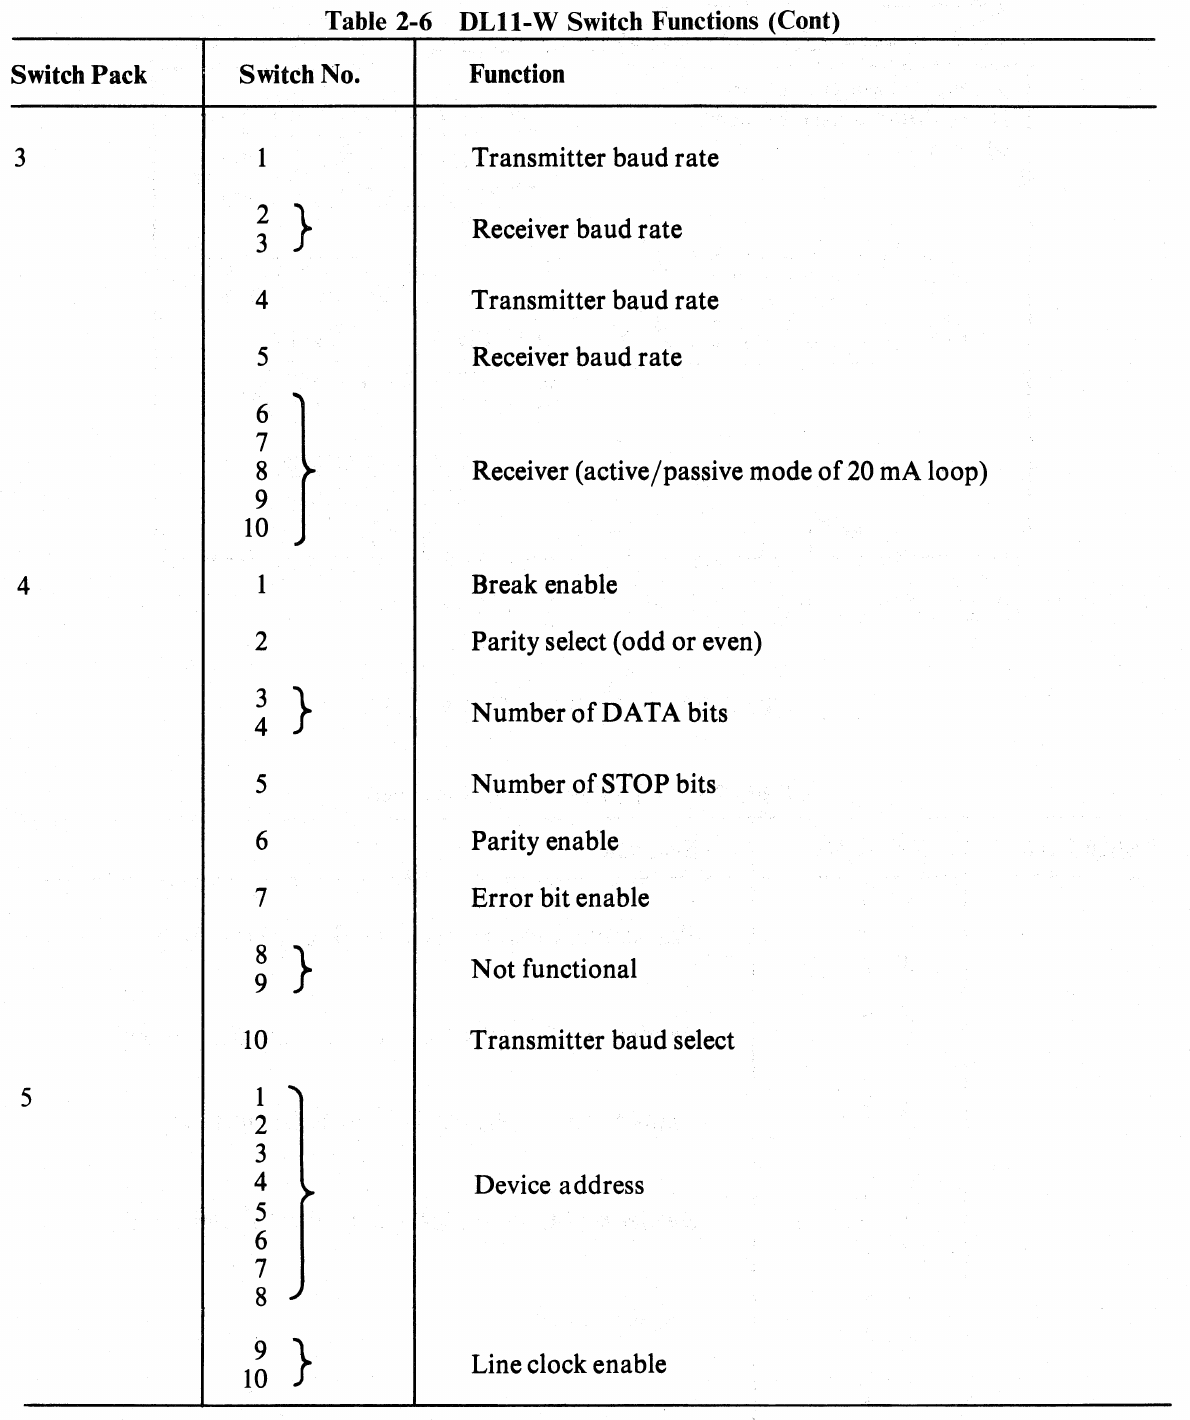 Table 2-6 DL11-W Switch Functions (Cont)
Switch Pack Switch No. Function
3 1 Transmitter baud rate
2
3 Receiver baud rate
4 Transmitter baud rate
5 Receiver baud rate
6
7
8 Receiver (active/passive mode of 20 mA loop)
9
10
4 1 Break enable
2 Parity select (odd or even)
3
4 Number of DATA bits
5 Number of STOP bits
6 Parity enable
7 Error bit enable
8
9 Not functional
10 Transmitter baud select
5 1
2
3
4 Device address
5
6
7
8
9
10 Line clock enable